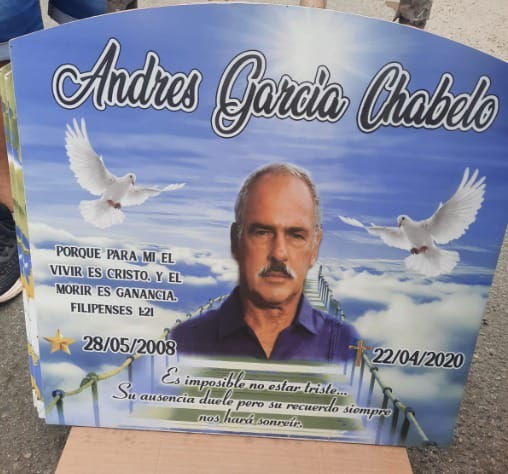 Andres Garcia Chabelo
PORQUE PARA MI EL
VIVIR ES CRISTO, Y EL
MORIR ES GANANCIA.
FILIPENSES 1:21
28/05/2008
22/04/2020
Es imposible no estar triste...
Su ausencia duele pero su recuerdo siempre
nos hará sonreír.